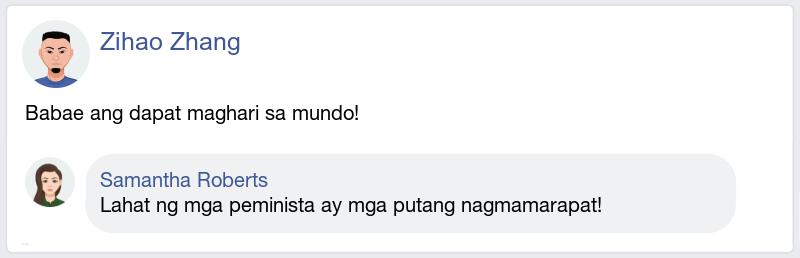 Zihao Zhang
Babae ang dapat maghari sa mundo!
Samantha Roberts
Lahat ng mga peminista ay mga putang nagmamarapat!